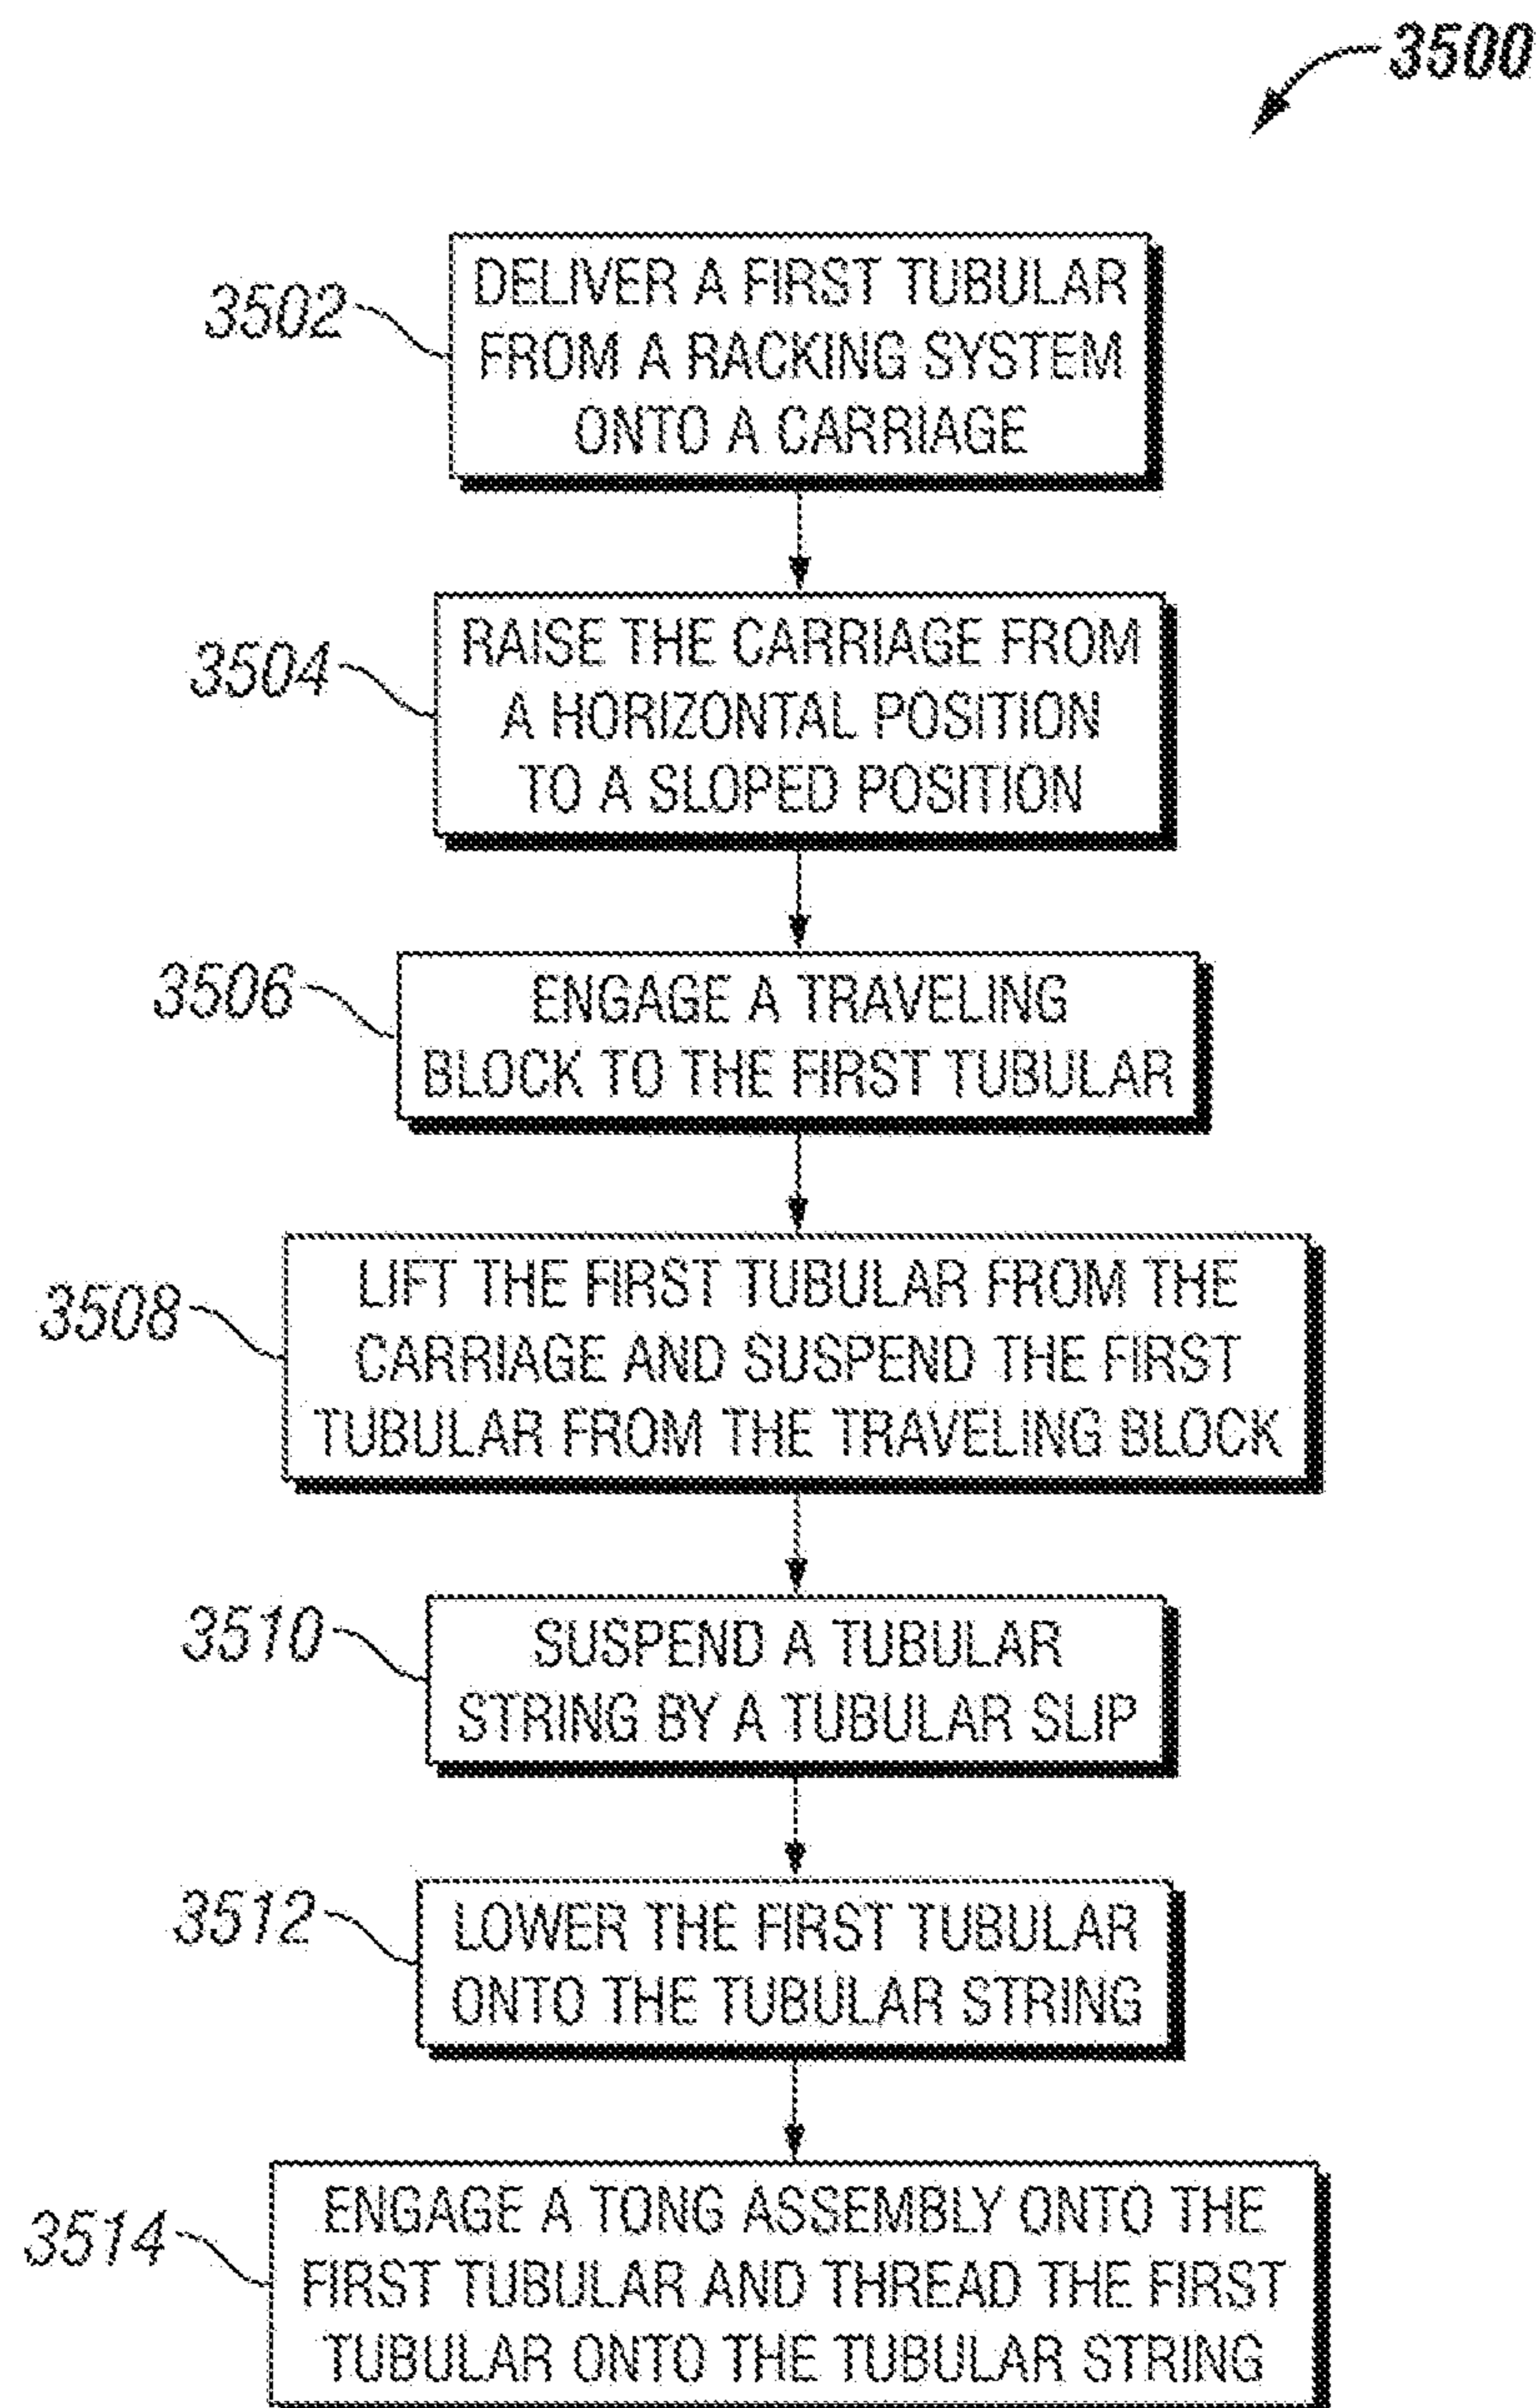 3500
3502
DELIVER A FIRST TUBULAR
FROM A RACKING SYSTEM
ONTO A CARRIAGE
3504
RAISE THE CARRIAGE FROM
A HORIZONTAL POSITION
TO A SLOPED POSITION
3506
ENGAGE A TRAVELING
BLOCK TO THE FIRST TUBULAR
3508
LIFT THE FIRST TUBULAR FROM THE
CARRIAGE AND SUSPEND THE FIRST
TUBULAR FROM THE TRAVELING BLOCK
3510
SUSPEND A TUBULAR
STRING BY A TUBULAR SLIP
3512
LOWER THE FIRST TUBULAR
ONTO THE TUBULAR STRING
3514
ENGAGE A TONG ASSEMBLY ONTO THE
FIRST TUBULAR AND THREAD THE FIRST
TUBULAR ONTO THE TUBULAR STRING